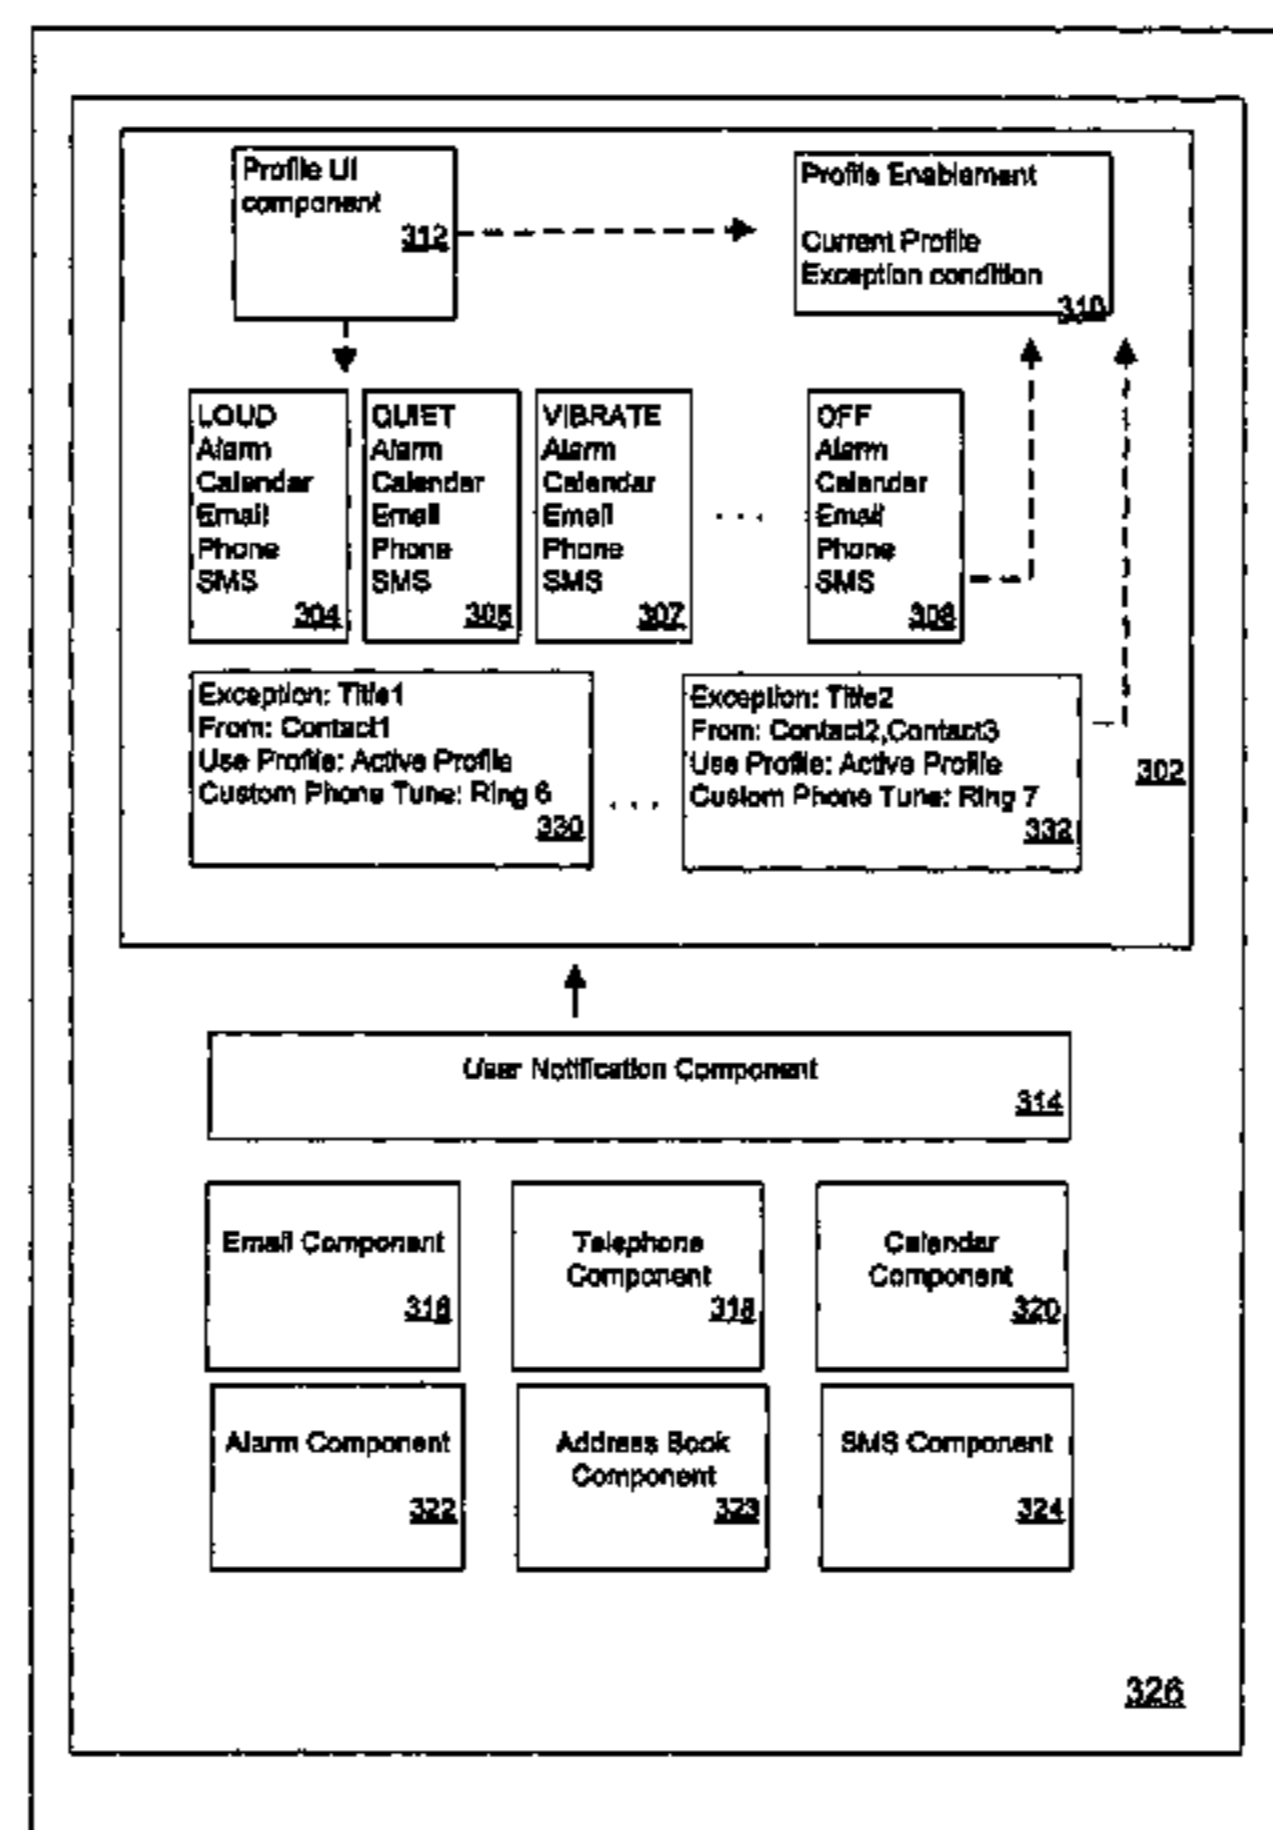 Profile UI
component
312
Profile Enablement
Current Profile
Exception condition
310
LOUD
Alarm
Calendar
Email
Phone
SMS
304
QUIET
Alarm
Calendar
Email
Phone
SMS
VIBRATE
Alarm
Calendar
Email
Phone
SMS
307
. . .
OFF
Alarm
Calendar
Email
Phone
SMS
Exception: Title1
From: Contact1
Use Profile: Active Profile
Custom Phone Tune: Ring 6
330
. . .
Exception: Title2
From: Contact2,Contact3
Use Profile: Active Profile
Custom Phone Tune: Ring 7
332
302
User Notification Component
314
Email Component
316
Telephone
Component
318
Calendar
Component
320
Alarm Component
322
Address Book
Component
323
SMS Component
324
326